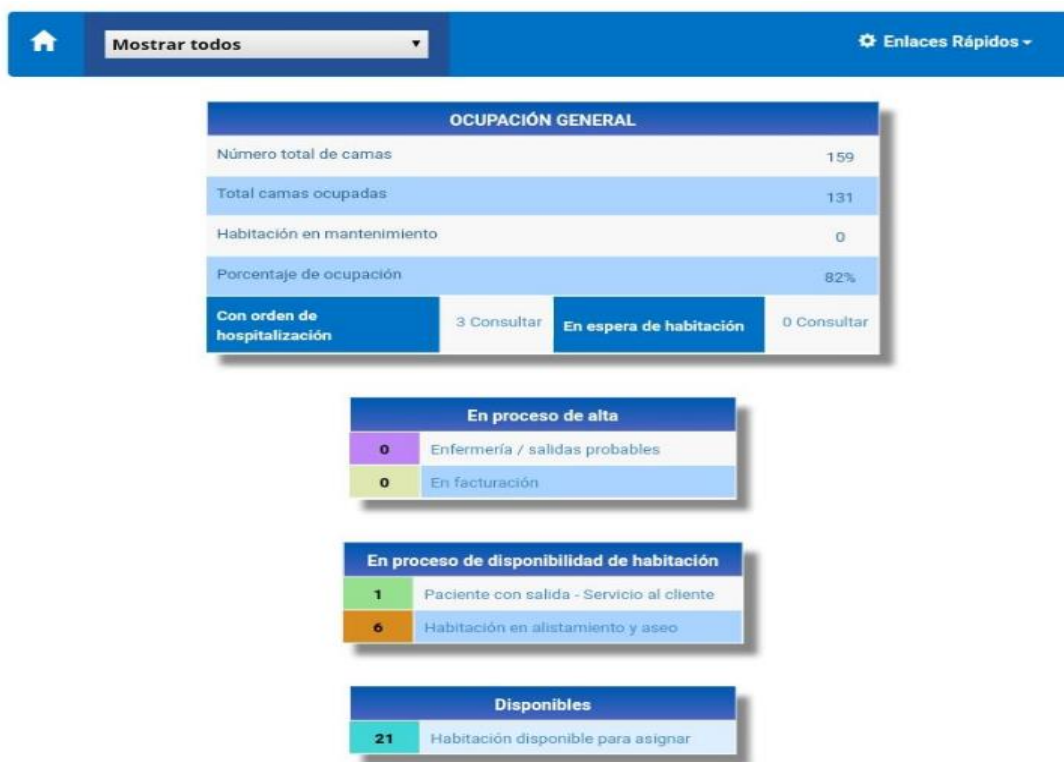 Mostrar todos
Enlaces Rápidos
OCUPACIÓN GENERAL
Número total de camas 159
Total camas ocupadas 131
Habitación en mantenimiento 0
Porcentaje de ocupación 82%
Con orden de
hospitalización
3 Consultar
En espera de habitación
0 Consultar
En proceso de alta
0 Enfermería / salidas probables
0 En facturación
En proceso de disponibilidad de habitación
1 Paciente con salida - Servicio al cliente
6 Habitación en alistamiento y aseo
Disponibles
21 Habitación disponible para asignar